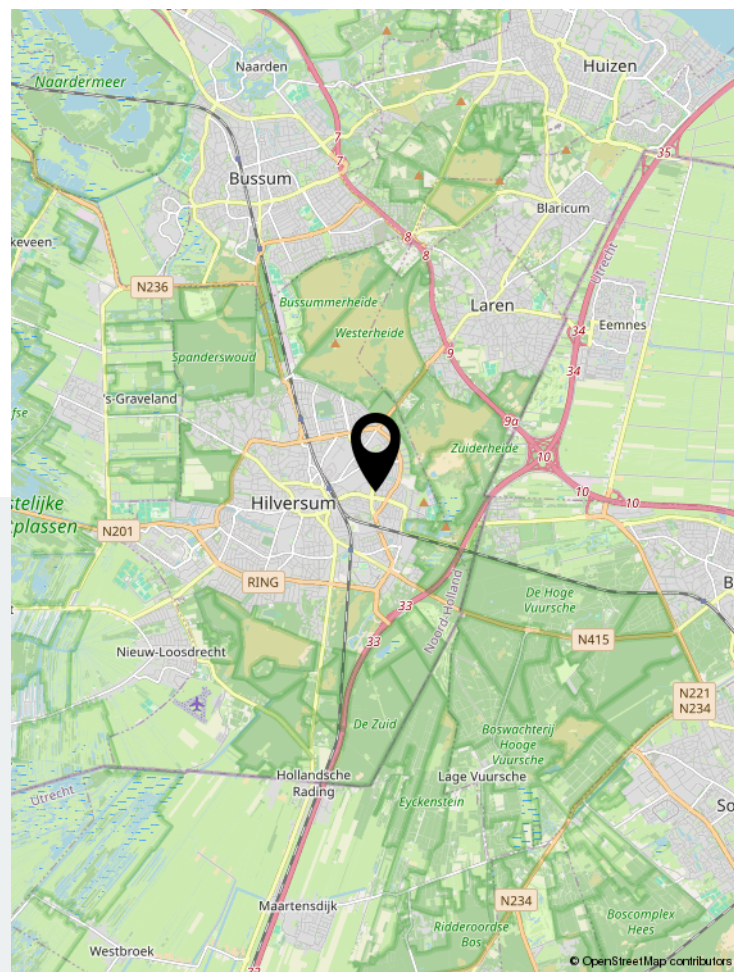 Naarden
Huizen
Naardermeer
7
7
35
Bussum
Blaricum
8
8
Utrecht
N236
Bussummerheide
Laren
Westerheide
34
Eemnes
Spanderswoud
9
34
's-Graveland
9a
Zuiderheide
10
10
10
Hilversum
stelijke
plassen
N201
RING
De Hoge
Vuursche
33
33
Noord-Holland
N415
Nieuw-Loosdrecht
N221
N234
De Zuid
Boswachterij
Hooge
Vuursche
Hollandsche
Rading
Lage Vuursche
Utrecht
Eyckenstein
So
N234
Maartensdijk
Ridderoordse
Bos
Boscomplex
Hees
Westbroek
© OpenStreetMap contributors